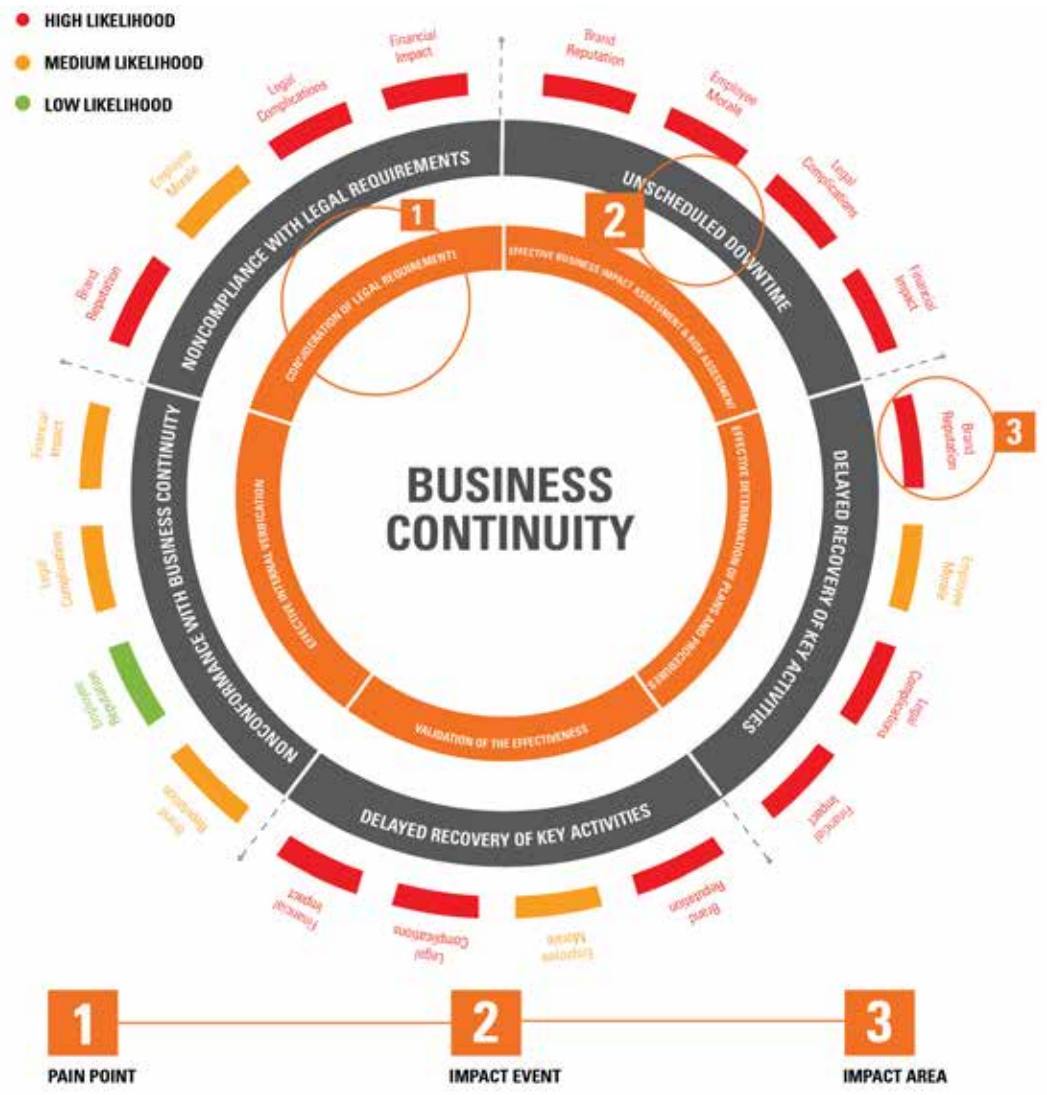 HIGH LIKELIHOOD
MEDIUM LIKELIHOOD
LOW LIKELIHOOD
Financial
Impact
Legal
Complications
Employee
Morale
Brand
Reputation
Brand
Reputation
Employee
Morale
Legal
Complications
Financial
Impact
NONCOMPLIANCE WITH LEGAL REQUIREMENTS
UNSCHEDULED DOWNTIME
1
2
CONSIDERATION OF LEGAL REQUIREMENTS
EFFECTIVE BUSINESS IMPACT ASSESSMENT & RISK ASSESSMENT
Brand
Reputation
3
Employee
Morale
Legal
Complications
Financial
Impact
DELAYED RECOVERY OF KEY ACTIVITIES
EFFECTIVE DETERMINATION OF PLANS AND PROCEDURES
BUSINESS
CONTINUITY
Financial
Impact
Legal
Complications
Employee
Reputation
Brand
Reputation
NONCONFORMANCE WITH BUSINESS CONTINUITY
EFFECTIVE INTERNAL VERBICATION
VALIDATION OF THE EFFECTIVENESS
DELAYED RECOVERY OF KEY ACTIVITIES
Financial
Impact
Legal
Complications
Employee
Morale
Brand
Reputation
1
2
3
PAIN POINT
IMPACT EVENT
IMPACT AREA